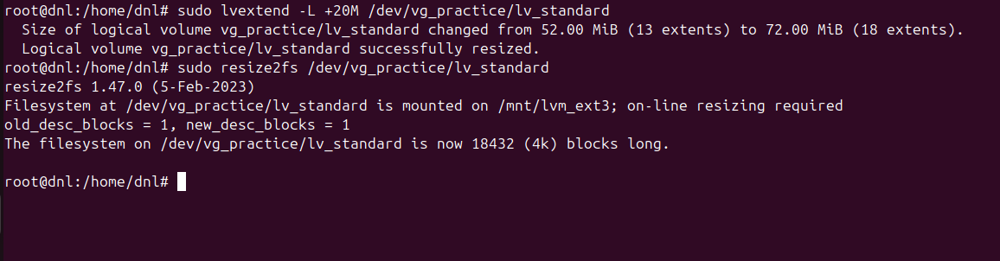 root@dnl:/home/dnl# sudo lvextend -L +20M /dev/vg_practice/lv_standard
  Size of logical volume vg_practice/lv_standard changed from 52.00 MiB (13 extents) to 72.00 MiB (18 extents).
  Logical volume vg_practice/lv_standard successfully resized.
root@dnl:/home/dnl# sudo resize2fs /dev/vg_practice/lv_standard
resize2fs 1.47.0 (5-Feb-2023)
Filesystem at /dev/vg_practice/lv_standard is mounted on /mnt/lvm_ext3; on-line resizing required
old_desc_blocks = 1, new_desc_blocks = 1
The filesystem on /dev/vg_practice/lv_standard is now 18432 (4k) blocks long.
root@dnl:/home/dnl#